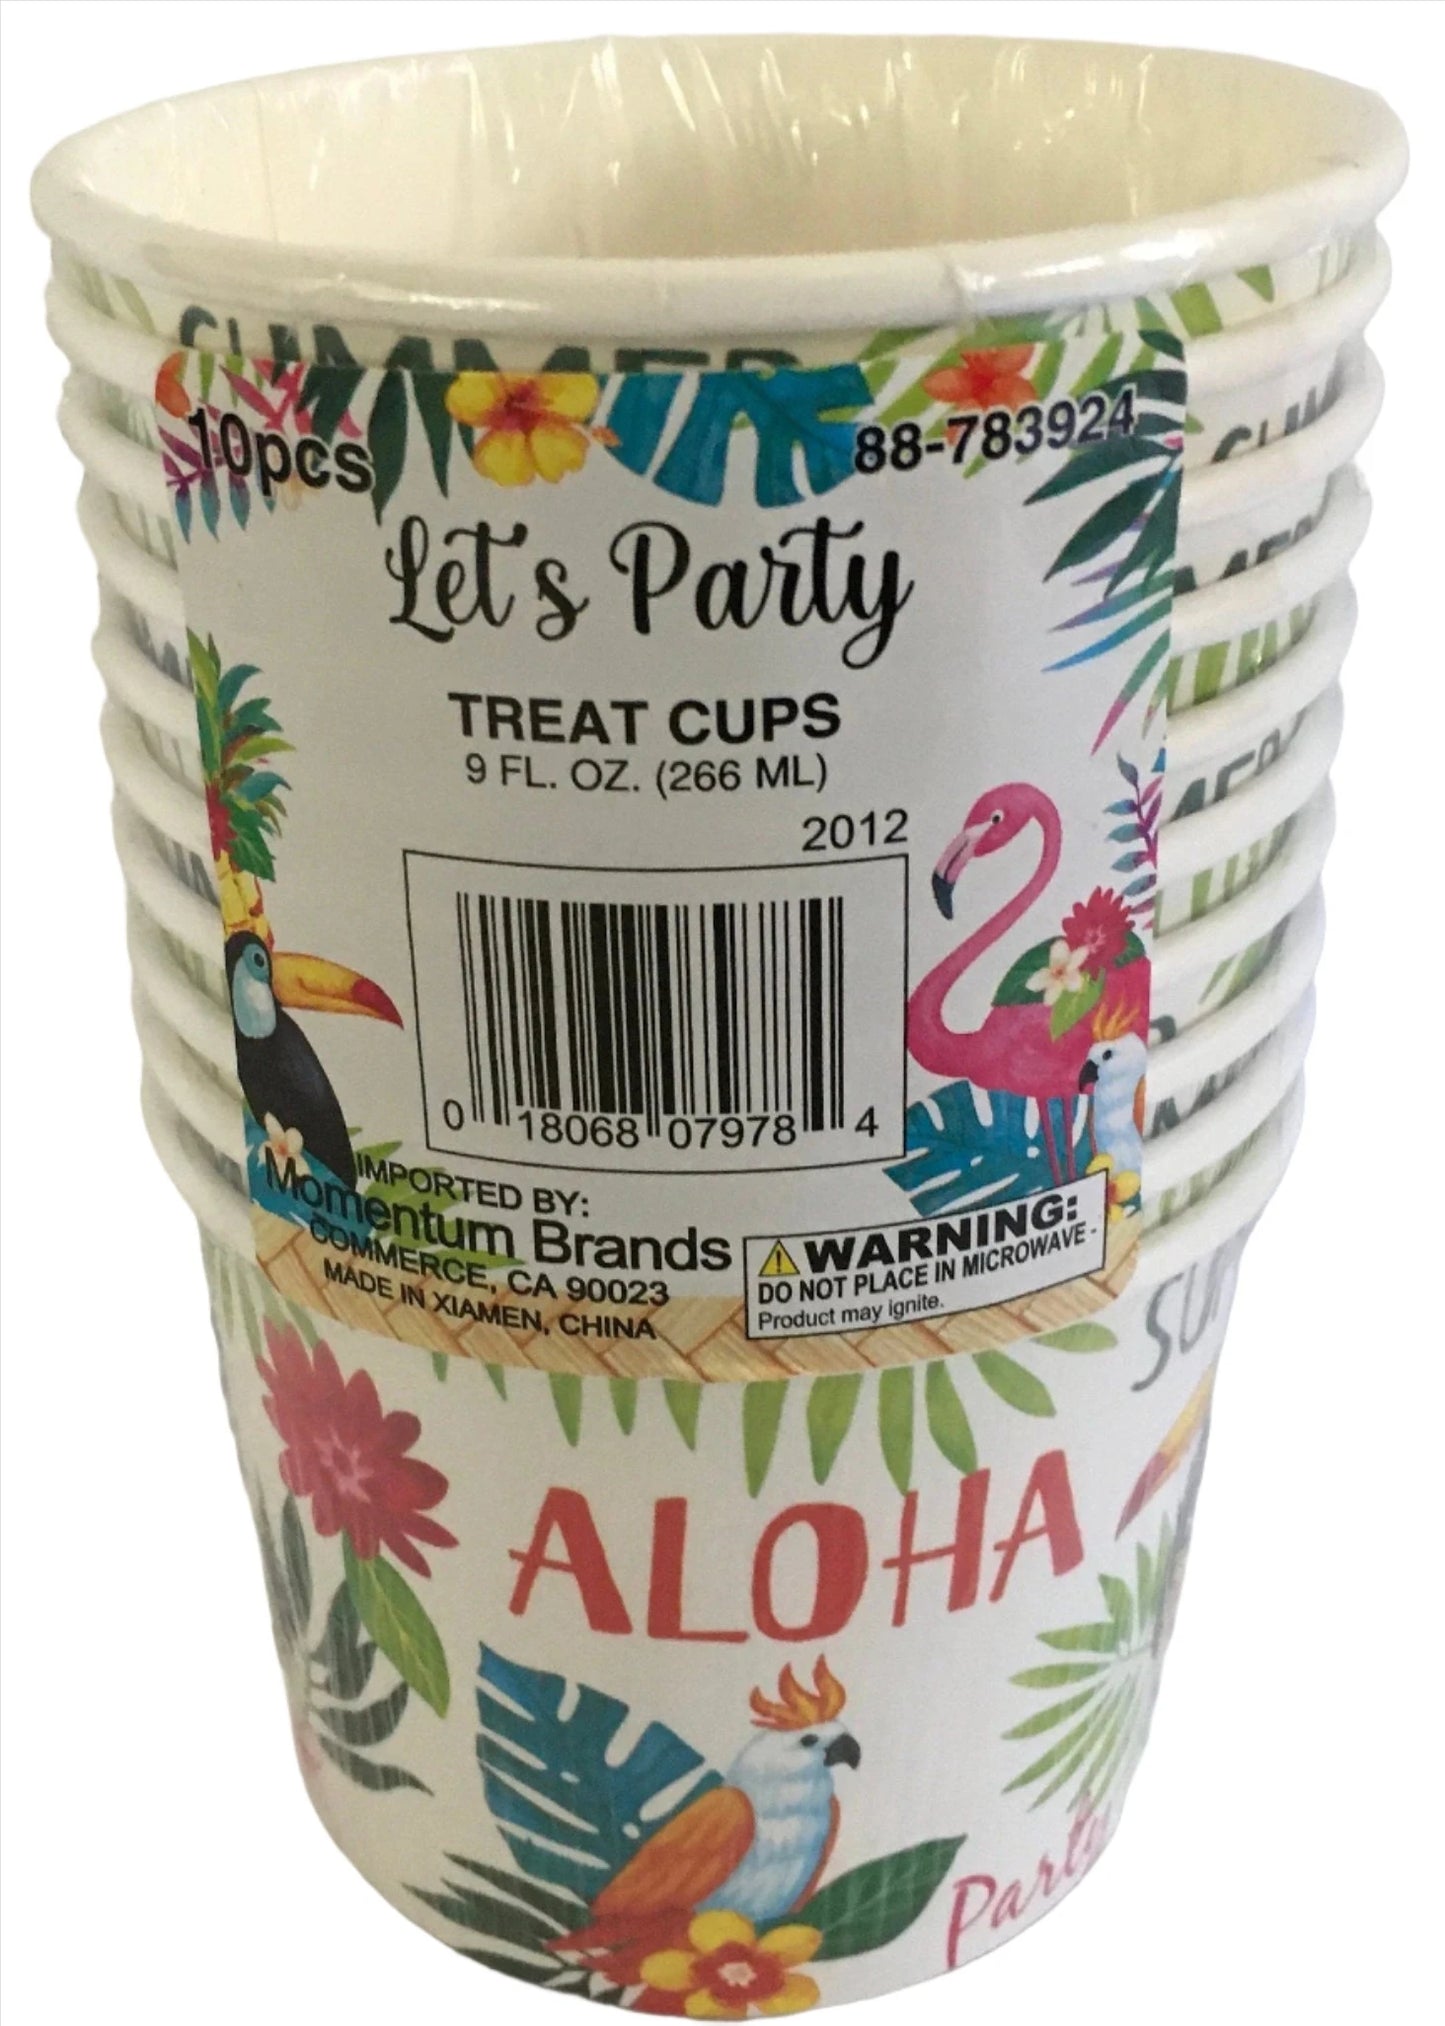 SUMMER
10pcs
88-783924
Let's Party
TREAT CUPS
9 FL. OZ. (266 ML)
2012
0 18068 07978 4
IMPORTED BY:
Momentum Brands
COMMERCE, CA 90023
MADE IN XIAMEN, CHINA
WARNING:
DO NOT PLACE IN MICROWAVE -
Product may ignite.
ALOHA
Party